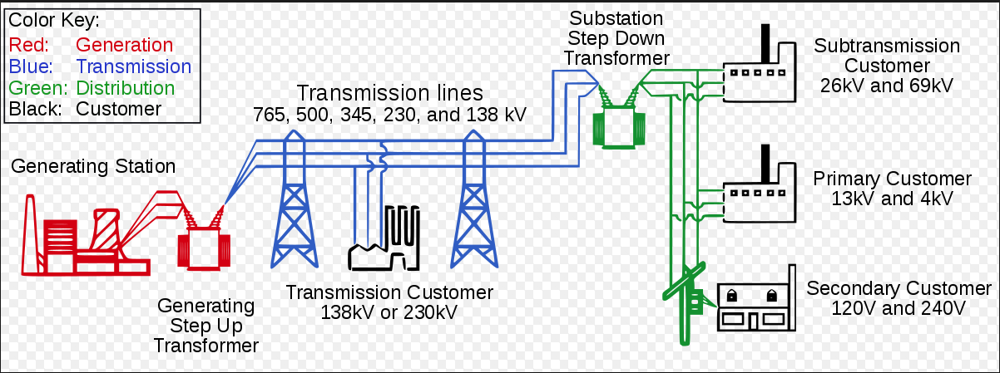 Color Key:
Red: Generation
Blue: Transmission
Green: Distribution
Black: Customer
Substation
Step Down
Transformer
Subtransmission
Customer
26kV and 69kV
Transmission lines
765, 500, 345, 230, and 138 kV
Generating Station
Primary Customer
13kV and 4kV
Transmission Customer
138kV or 230kV
Generating
Step Up
Transformer
Secondary Customer
120V and 240V